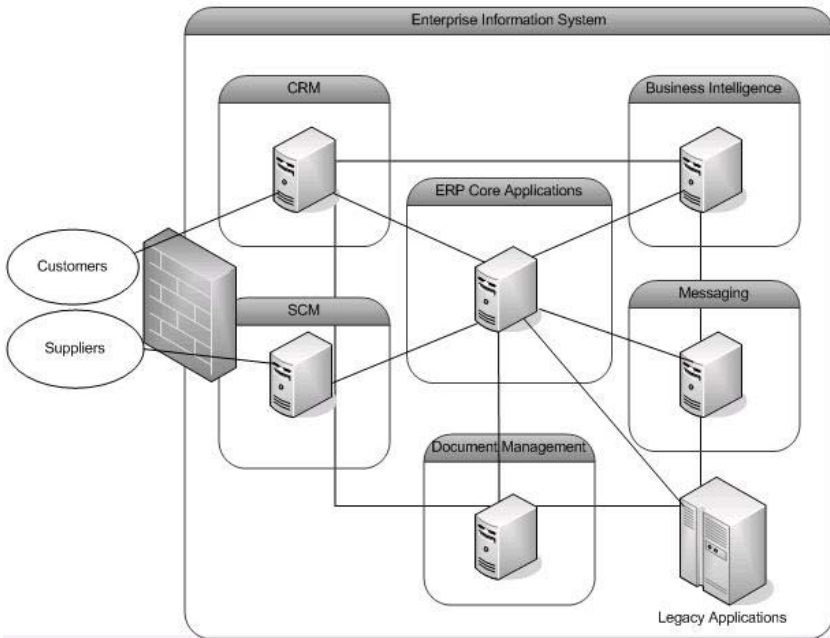 Enterprise Information System
CRM
Business Intelligence
ERP Core Applications
Customers
Messaging
SCM
Suppliers
Document Management
Legacy Applications